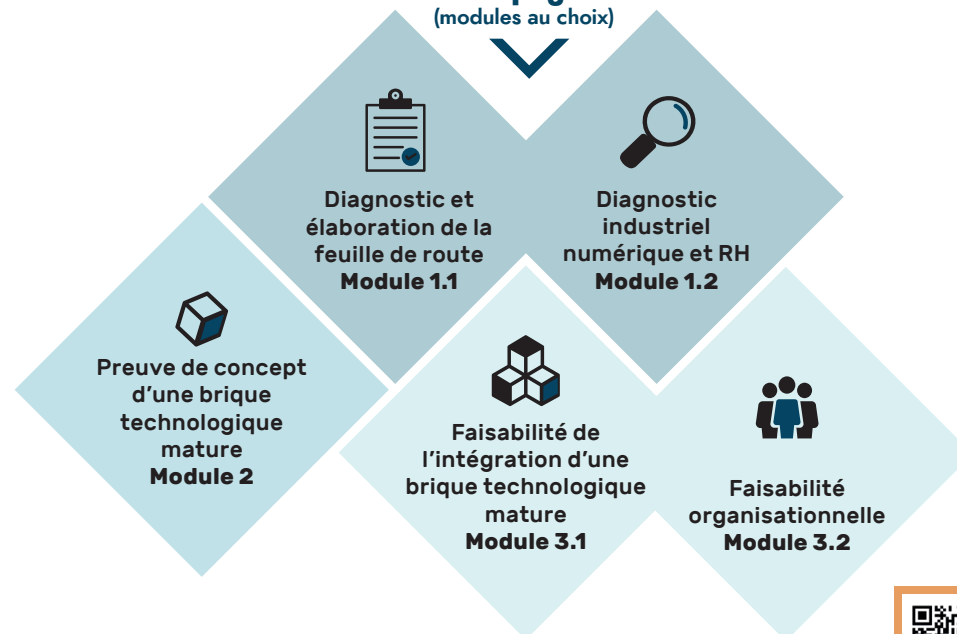 (modules au choix)
Diagnostic et
élaboration de la
feuille de route
Module 1.1
Diagnostic
industriel
numérique et RH
Module 1.2
Preuve de concept
d'une brique
technologique
mature
Module 2
Faisabilité de
l'intégration d'une
brique technologique
mature
Module 3.1
Faisabilité
organisationnelle
Module 3.2